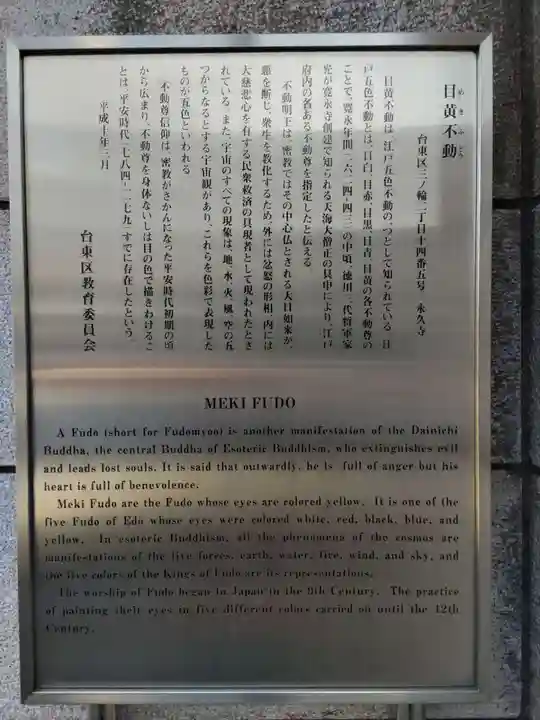 目黄不動
めきふどう
台東区三ノ輪二丁目十四番五号 永久寺
目黄不動は、江戸五色不動の一つとして知られている。江
戸五色不動とは、目白、目赤、目黒、目青、目黄の各不動尊の
ことで、寛永年間(一六二四-四三)の中頃、徳川三代将軍家
光が寛永寺創建で知られる天海大僧正の具申により、江戸
府内の名ある不動尊を指定したと伝える。
不動明王は、密教ではその中心仏とされる大日如来が、
悪を断じ、衆生を教化するため、外には忿怒の形相、内には
大慈悲心を有する民衆救済の具現者として現われたとさ
れている。また、宇宙のすべての現象は、地、水、火、風、空の五
つからなるとする宇宙観があり、これらを色彩で表現した
ものが五色といわれる。
不動尊信仰は、密教がさかんになった平安時代初期の頃
から広まり、不動尊を身体ないしは目の色で描きわけるこ
とは、平安時代(七八四-一一七九)すでに存在したという。
平成十年三月
台東区教育委員会
MEKI FUDO
A Fudo (short for Fudomyoo) is another manifestation of the Dainichi
Buddha, the central Buddha of Esoteric Buddhism, who extinguishes evil
and leads lost souls. It is said that outwardly, he is full of anger but his
heart is full of benevolence.
Meki Fudo are the Fudo whose eyes are colored yellow. It is one of the
five Fudo of Edo whose eyes were colored white, red, black, blue, and
yellow. In esoteric Buddhism, all the phenomena of the cosmos are
manifestations of the five forces, earth, water, fire, wind, and sky, and
the five colors of the Kings of Fudo are its representations.
The worship of Fudo began in Japan in the 9th Century. The practice
of painting their eyes in five different colors carried on until the 12th
Century.